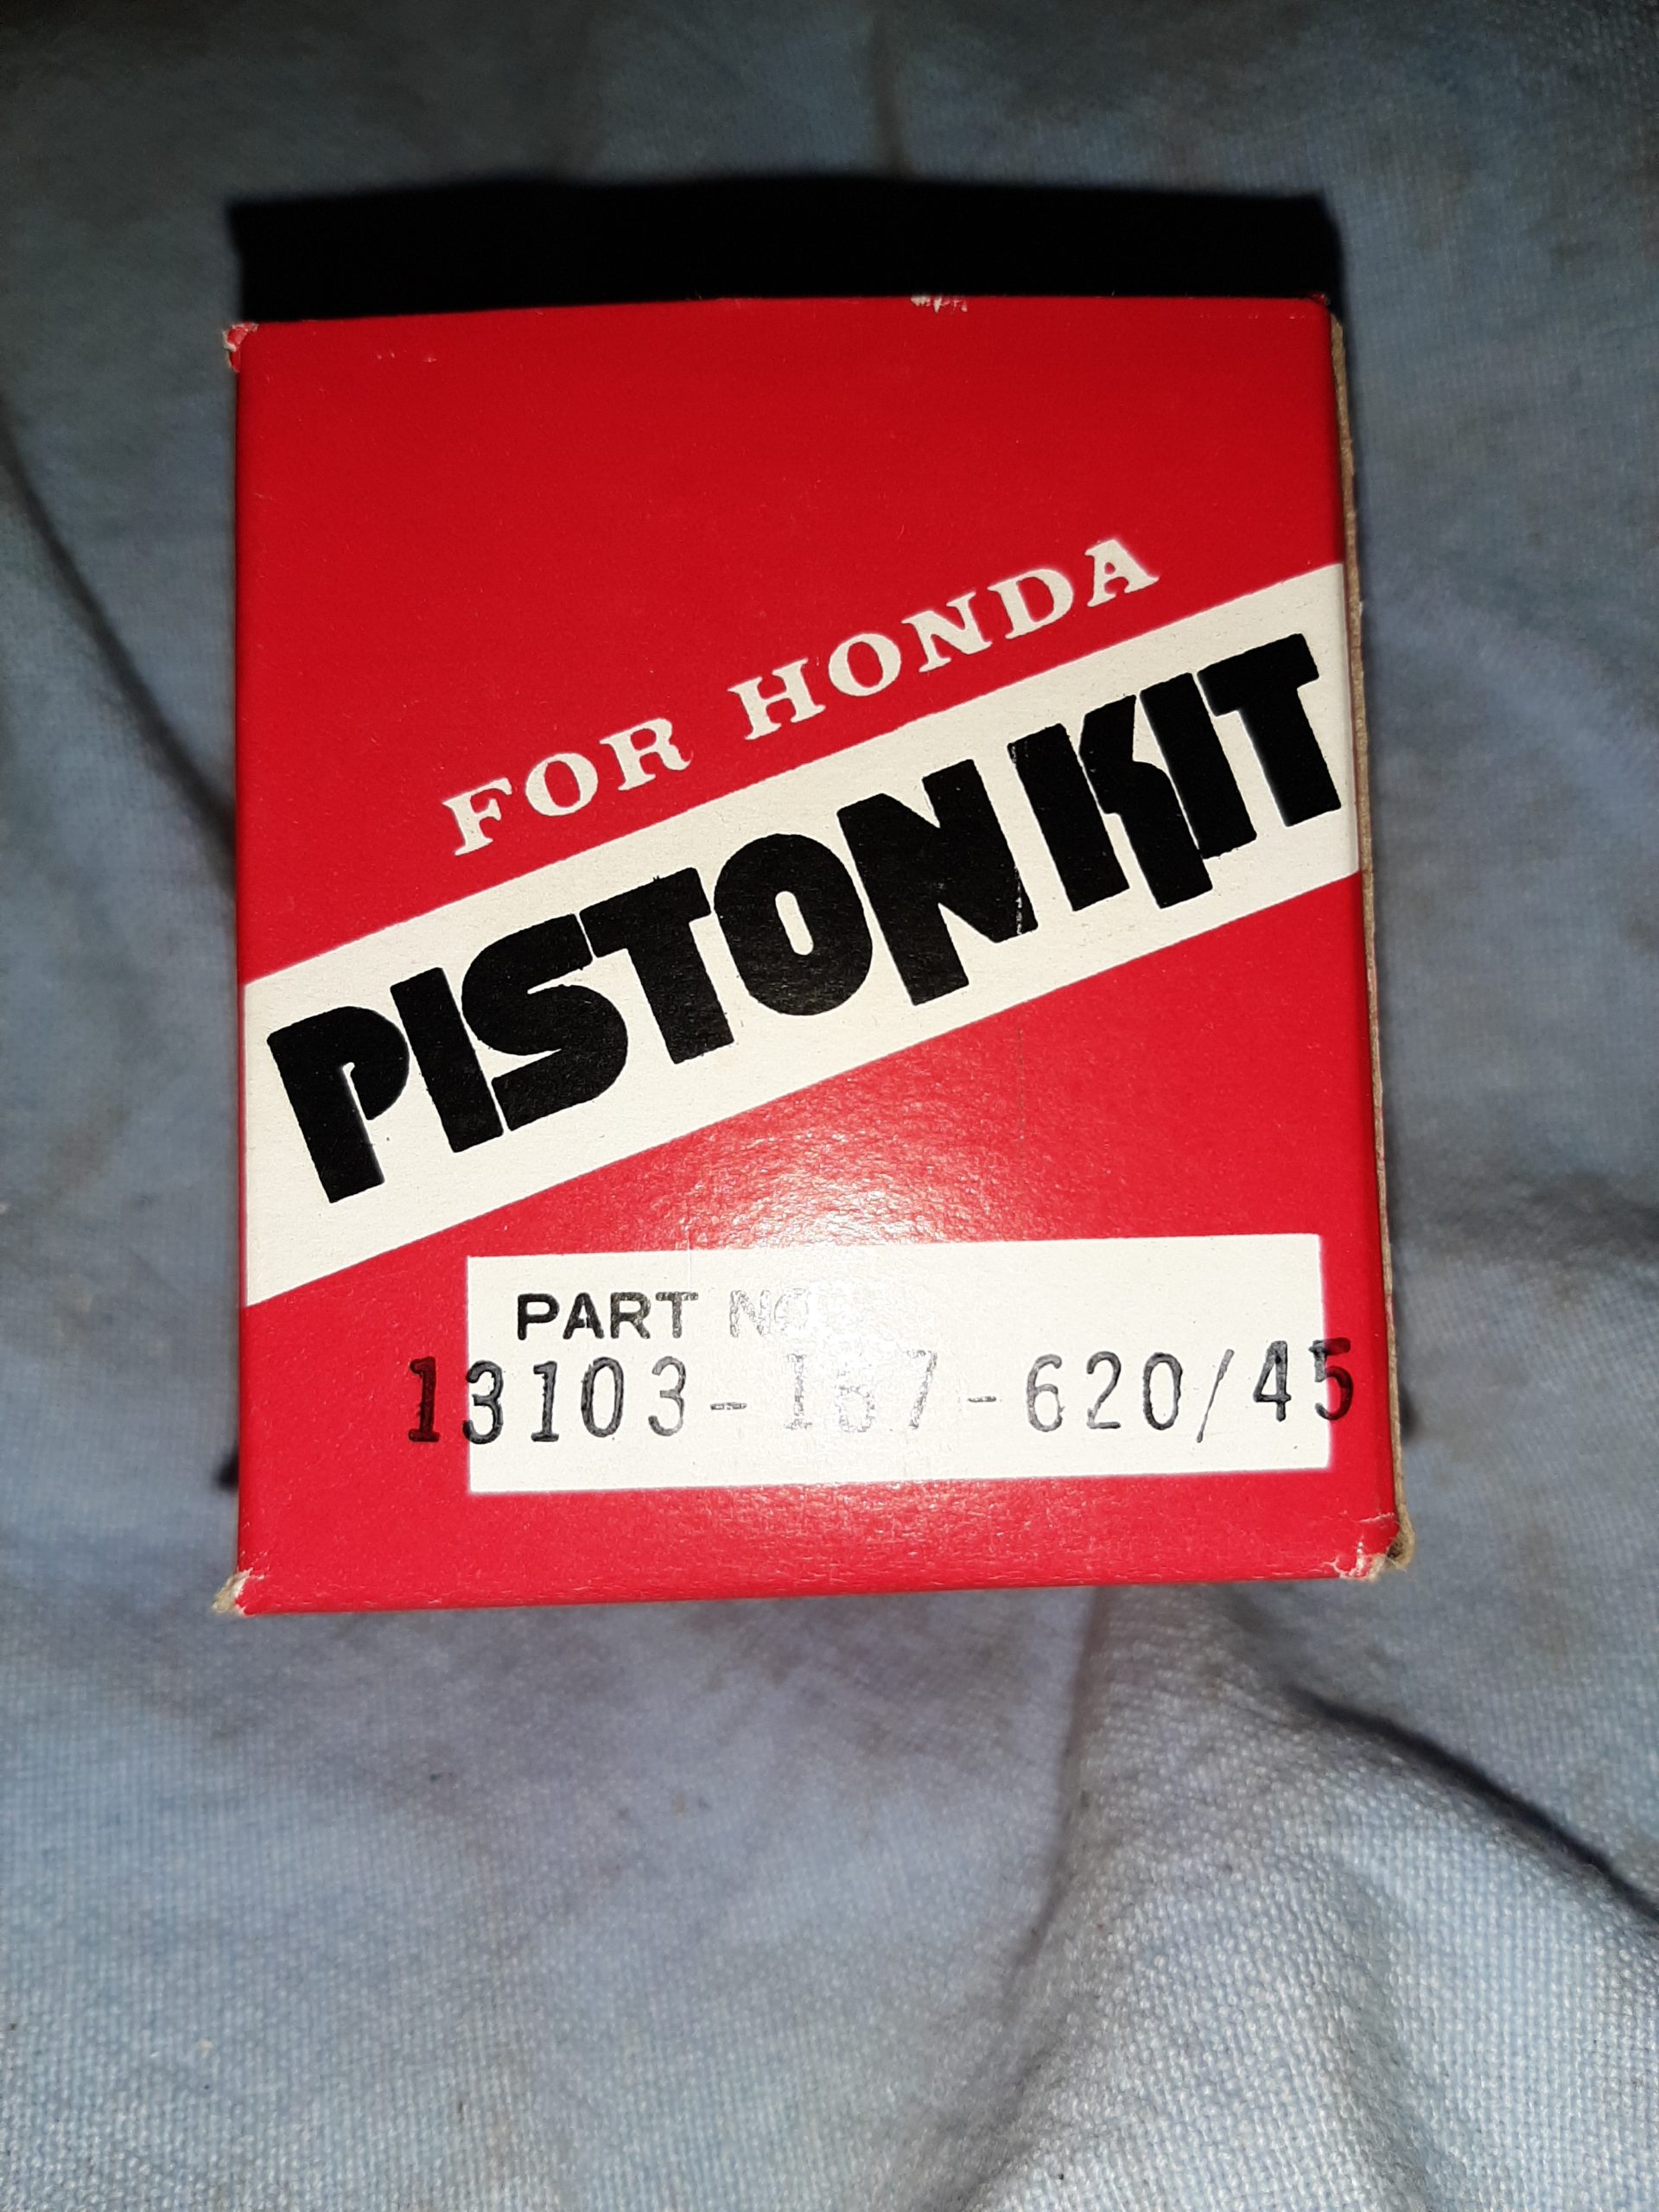 FOR HONDA
PISTON KIT
PART NO
13103-167-620/45